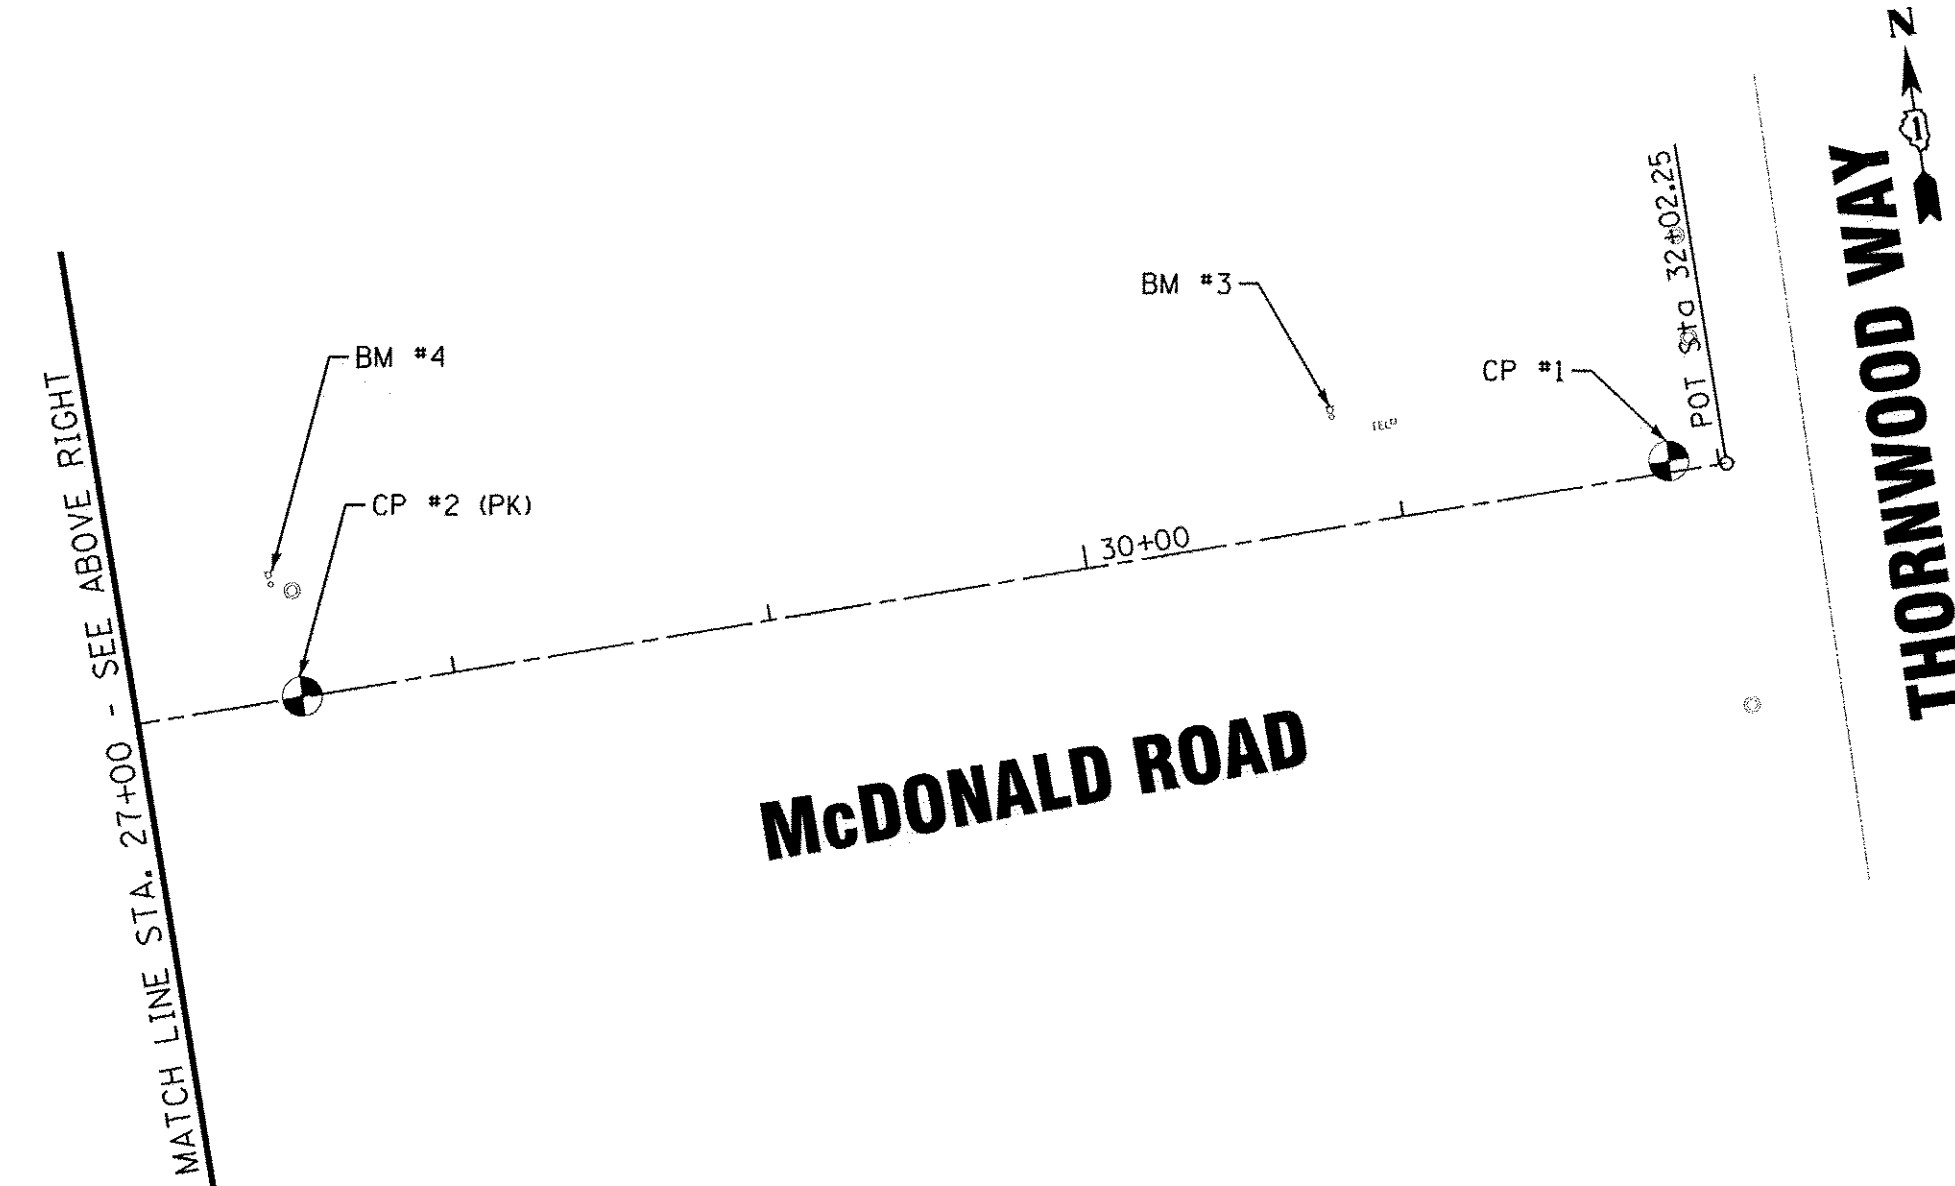 N
1
POT Sta 32+02.25
THORNWOOD WAY
BM #3
BM #4
CP #1
CP #2 (PK)
30+00
MATCH LINE STA. 27+00 - SEE ABOVE RIGHT
McDONALD ROAD